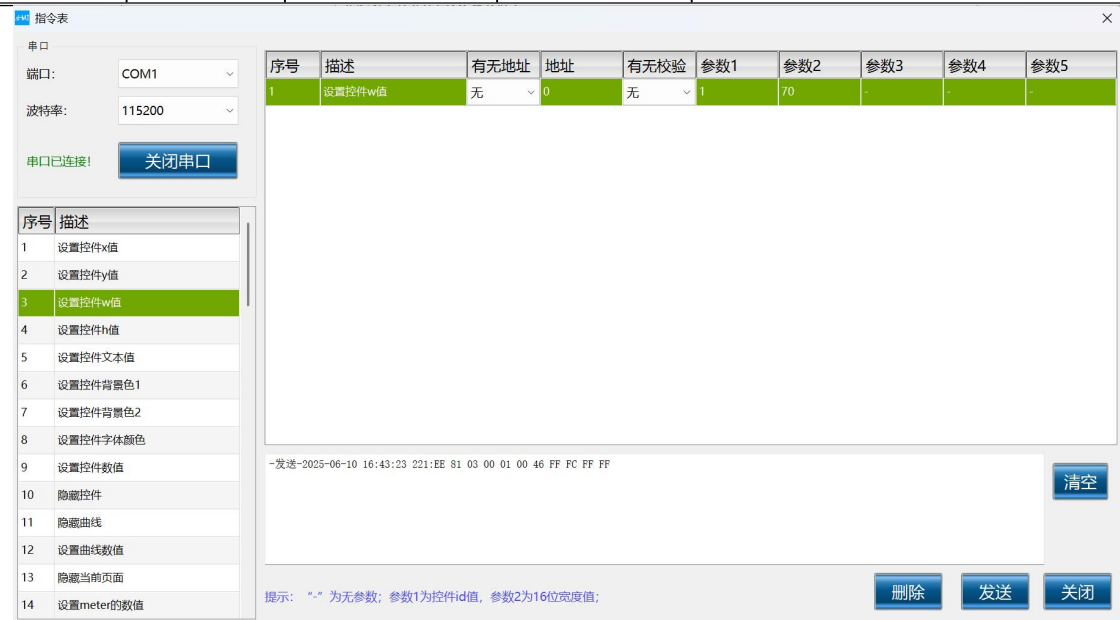 指令表
串口
端口: COM1
波特率: 115200
串口已连接! 关闭串口
序号 描述
1 设置控件x值
2 设置控件y值
3 设置控件w值
4 设置控件h值
5 设置控件文本值
6 设置控件背景色1
7 设置控件背景色2
8 设置控件字体颜色
9 设置控件数值
10 隐藏控件
11 隐藏曲线
12 设置曲线数值
13 隐藏当前页面
14 设置meter的数值
序号 描述 有无地址 地址 有无校验 参数1 参数2 参数3 参数4 参数5
1 设置控件w值 无 0 无 1 70 - - -
-发送-2025-06-10 16:43:23 221:EE 81 03 00 01 00 46 FF FC FF FF
清空
提示: “-”为无参数; 参数1为控件id值, 参数2为16位宽度值;
删除 发送 关闭